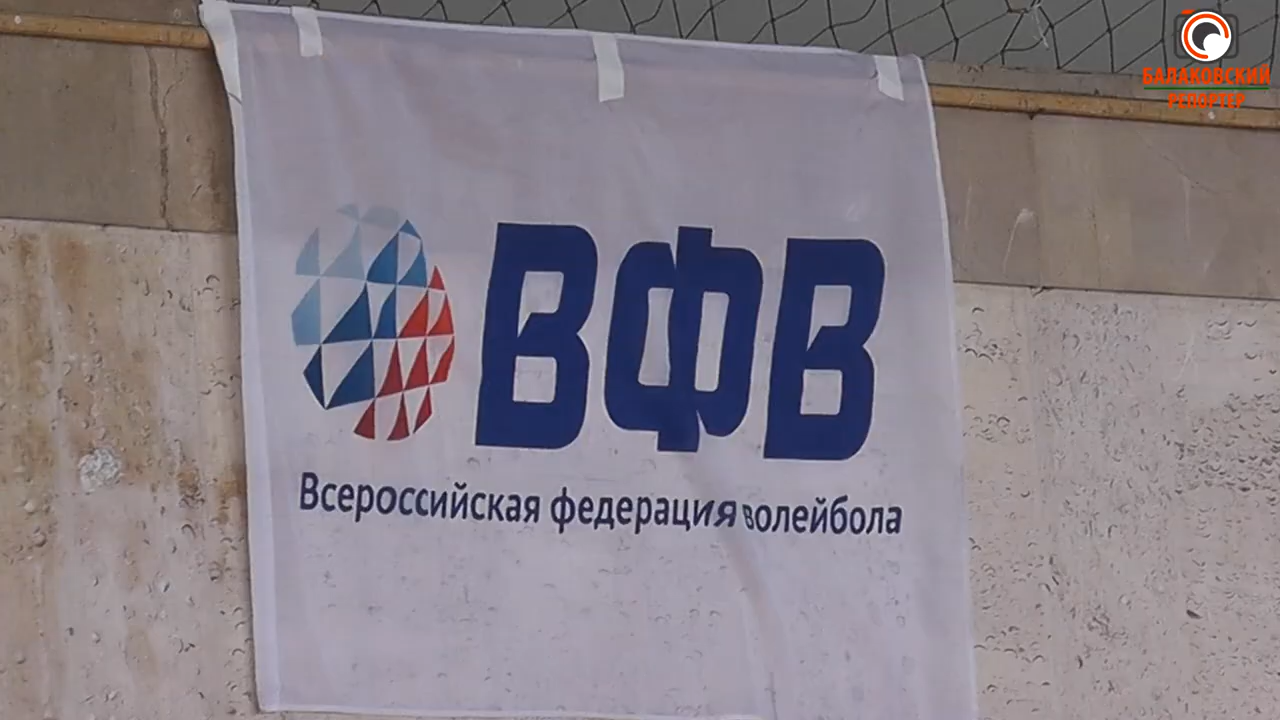 БАЛАКОВСКИЙ
РЕПОРТЕР
ВФВ
Всероссийская федерация волейбола